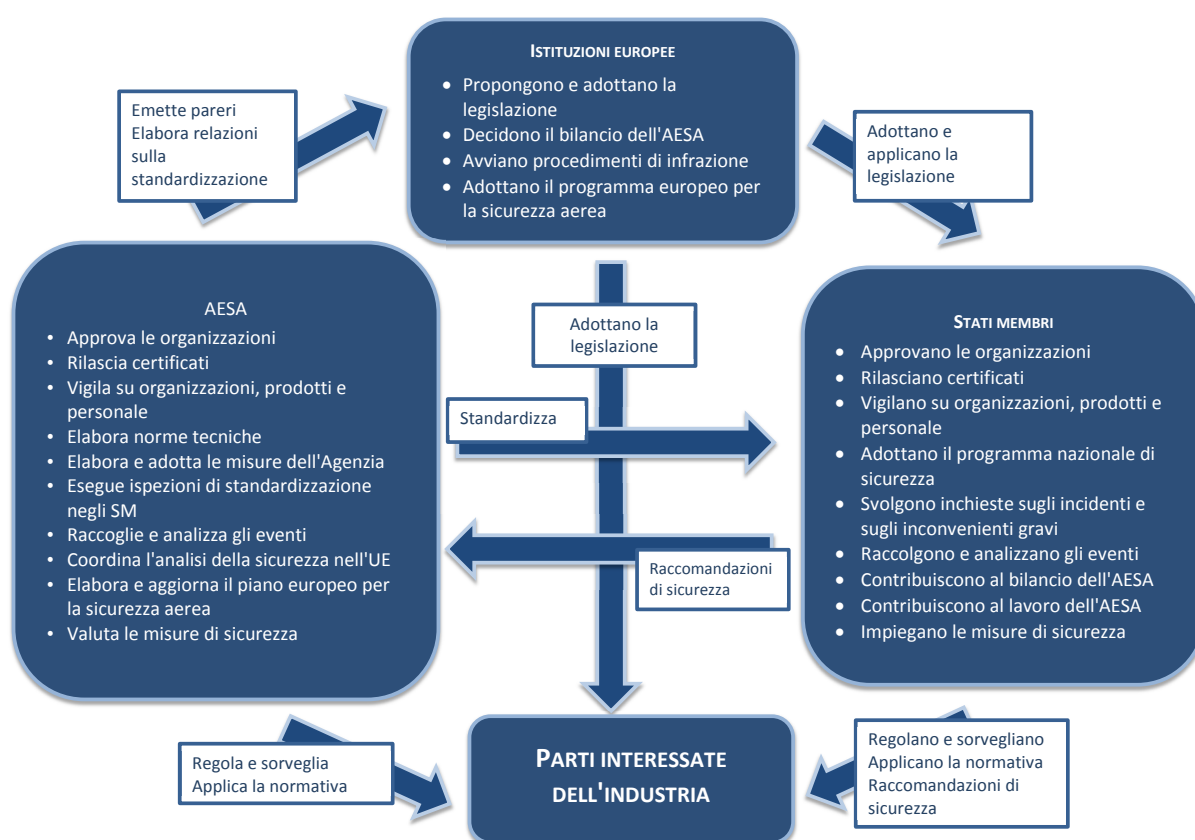 ISTITUZIONI EUROPEE
• Propongono e adottano la
legislazione
• Decidono il bilancio dell'AESA
• Avviano procedimenti di infrazione
• Adottano il programma europeo per
la sicurezza aerea
Emette pareri
Elabora relazioni
sulla
standardizzazione
Adottano e
applicano la
legislazione
AESA
• Approva le organizzazioni
• Rilascia certificati
• Vigila su organizzazioni, prodotti e
personale
• Elabora norme tecniche
• Elabora e adotta le misure dell'Agenzia
• Esegue ispezioni di standardizzazione
negli SM
• Raccoglie e analizza gli eventi
• Coordina l'analisi della sicurezza nell'UE
• Elabora e aggiorna il piano europeo per
la sicurezza aerea
• Valuta le misure di sicurezza
Adottano la
legislazione
Standardizza
Raccomandazioni
di sicurezza
STATI MEMBRI
• Approvano le organizzazioni
• Rilasciano certificati
• Vigilano su organizzazioni, prodotti e
personale
• Adottano il programma nazionale di
sicurezza
• Svolgono inchieste sugli incidenti e
sugli inconvenienti gravi
• Raccolgono e analizzano gli eventi
• Contribuiscono al bilancio dell'AESA
• Contribuiscono al lavoro dell'AESA
• Impiegano le misure di sicurezza
Regola e sorveglia
Applica la normativa
PARTI INTERESSATE
DELL'INDUSTRIA
Regolano e sorvegliano
Applicano la normativa
Raccomandazioni di
sicurezza